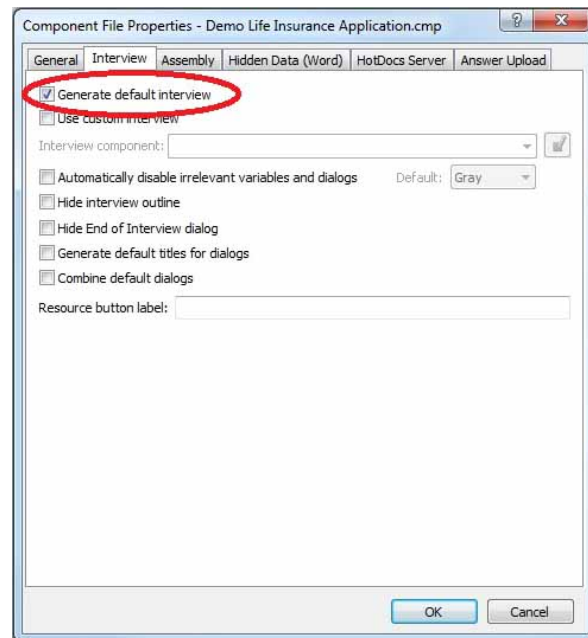 Component File Properties - Demo Life Insurance Application.cmp
General Interview Assembly Hidden Data (Word) HotDocs Server Answer Upload
Generate default interview
Use custom interview
Interview component:
Automatically disable irrelevant variables and dialogs Default: Gray
Hide interview outline
Hide End of Interview dialog
Generate default titles for dialogs
Combine default dialogs
Resource button label:
OK Cancel